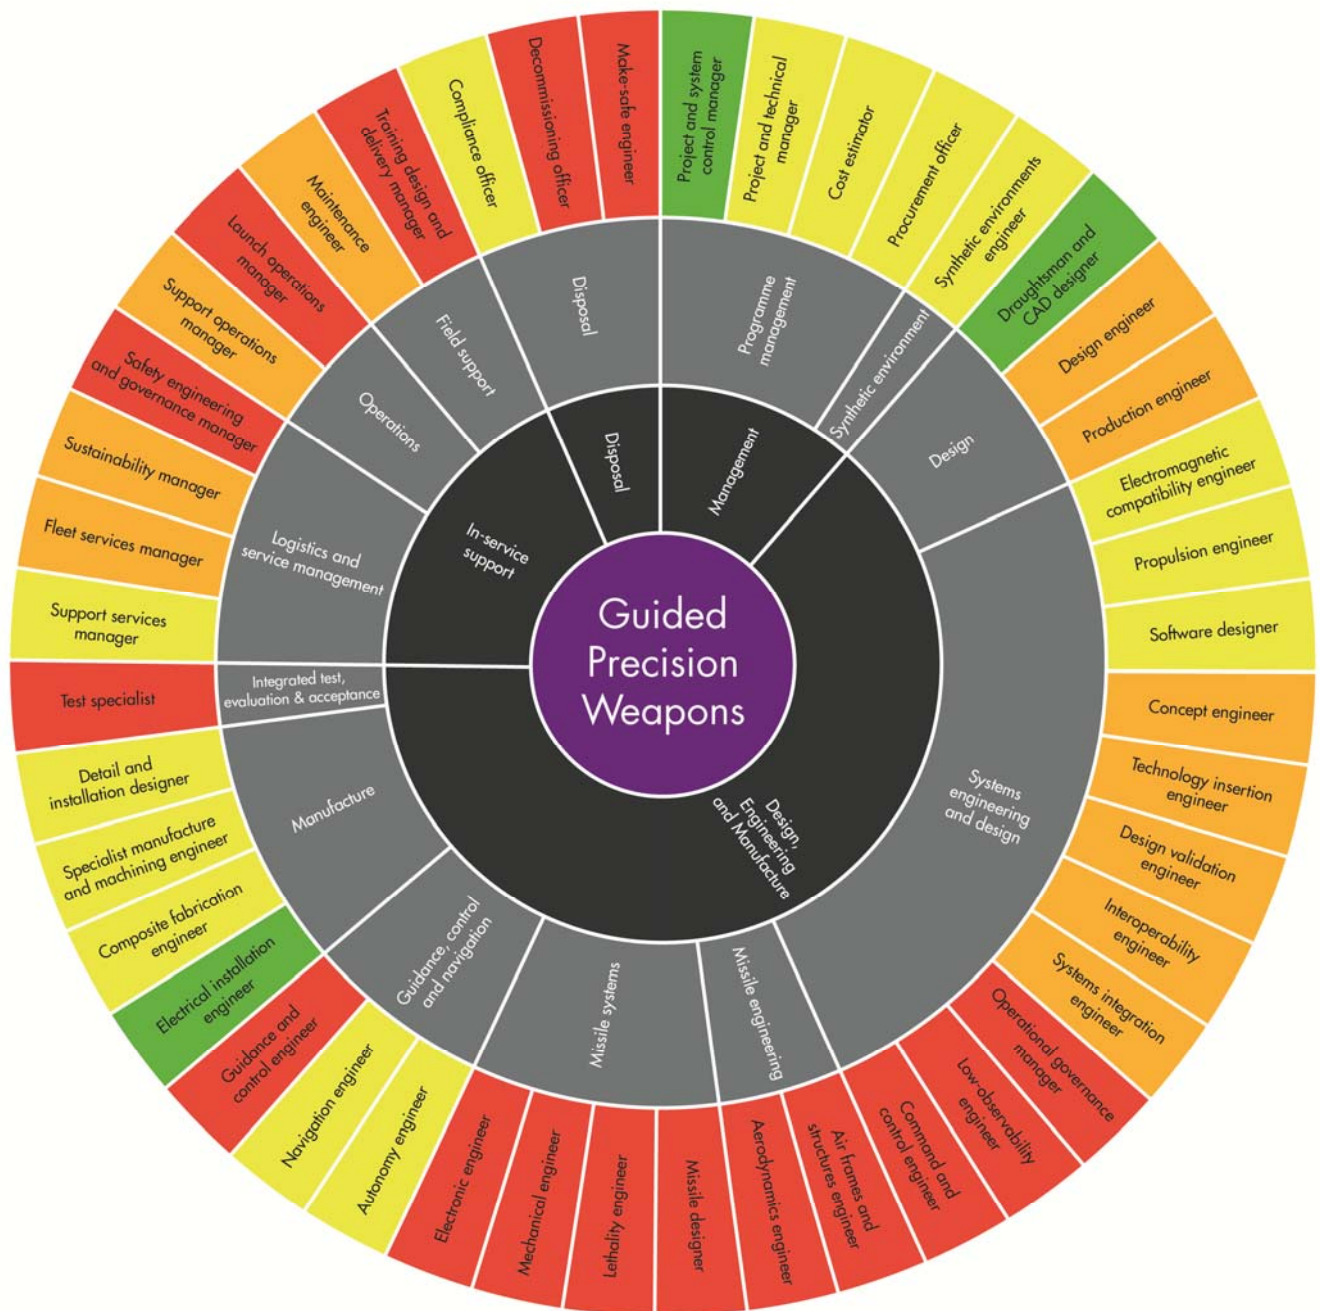 Guided
Precision
Weapons
Management
Design,
Engineering
and Manufacture
In-service
support
Disposal
Programme
management
Synthetic environment
Design
Systems
engineering
and design
Missile engineering
Missile systems
Guidance, control
and navigation
Manufacture
Integrated test,
evaluation & acceptance
Logistics and
service management
Operations
Field support
Disposal
Project and system
control manager
Project and technical
manager
Cost estimator
Procurement officer
Synthetic environments
engineer
Draughtsman and
CAD designer
Design engineer
Production engineer
Electromagnetic
compatibility engineer
Propulsion engineer
Software designer
Concept engineer
Technology insertion
engineer
Design validation
engineer
Interoperability
engineer
Systems integration
engineer
Operational governance
manager
Low-observability
engineer
Command and
control engineer
Air frames and
structures engineer
Aerodynamics engineer
Missile designer
Lethality engineer
Mechanical engineer
Electronic engineer
Autonomy engineer
Navigation engineer
Guidance and
control engineer
Electrical installation
engineer
Composite fabrication
engineer
Specialist manufacture
and machining engineer
Detail and
installation designer
Test specialist
Support services
manager
Fleet services manager
Sustainability manager
Safety engineering
and governance manager
Support operations
manager
Launch operations
manager
Maintenance
engineer
Training design and
delivery manager
Compliance officer
Decommissioning officer
Make-safe engineer